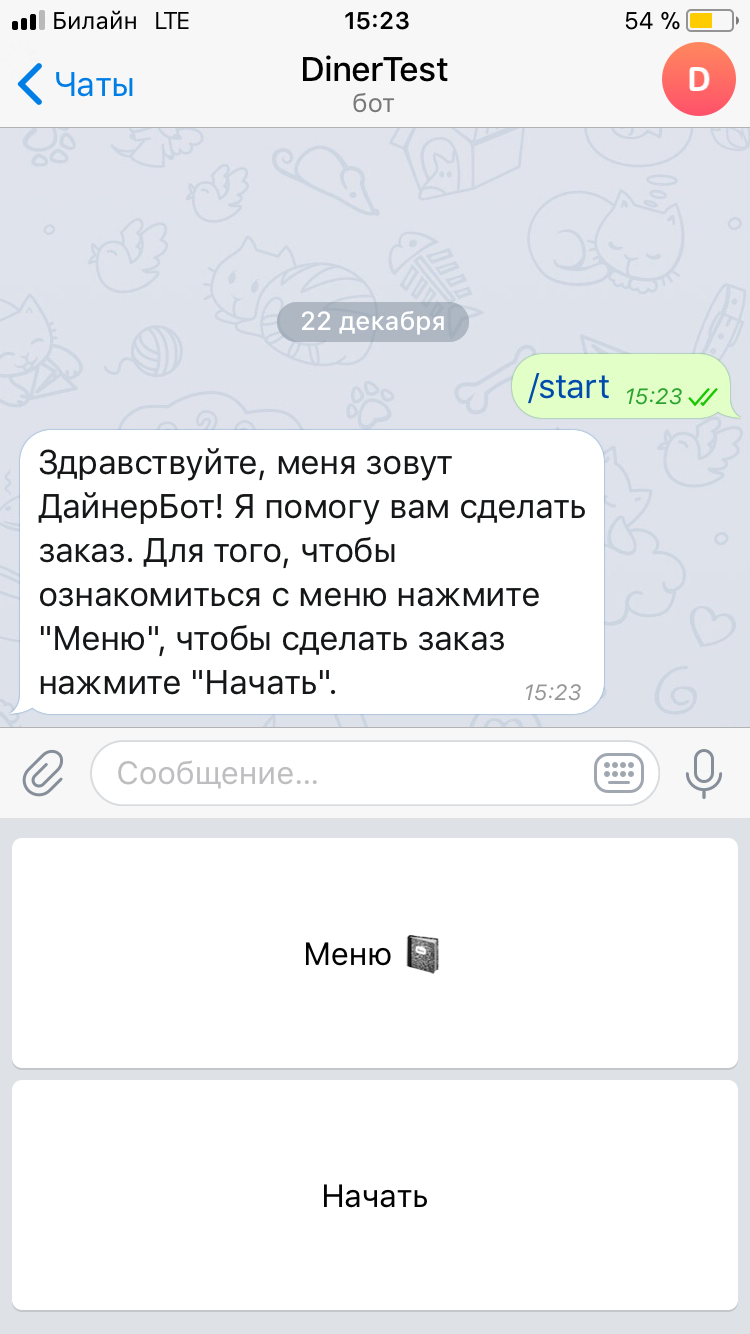 Билайн LTE 15:23 54 %
Чаты
DinerTest
бот
D
22 декабря
/start 15:23
Здравствуйте, меня зовут
ДайнерБот! Я помогу вам сделать
заказ. Для того, чтобы
ознакомиться с меню нажмите
"Меню", чтобы сделать заказ
нажмите "Начать".
15:23
Сообщение...
Меню
Начать